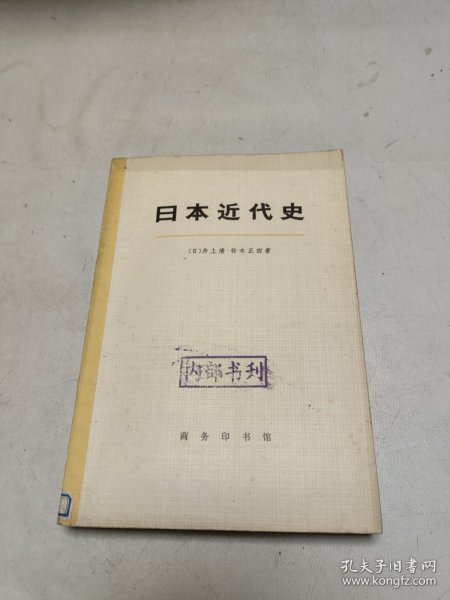 日本近代史
〔日〕井上清 铃木正四著
内部书刊
商务印书馆
孔夫子旧书网
www.kongfz.com